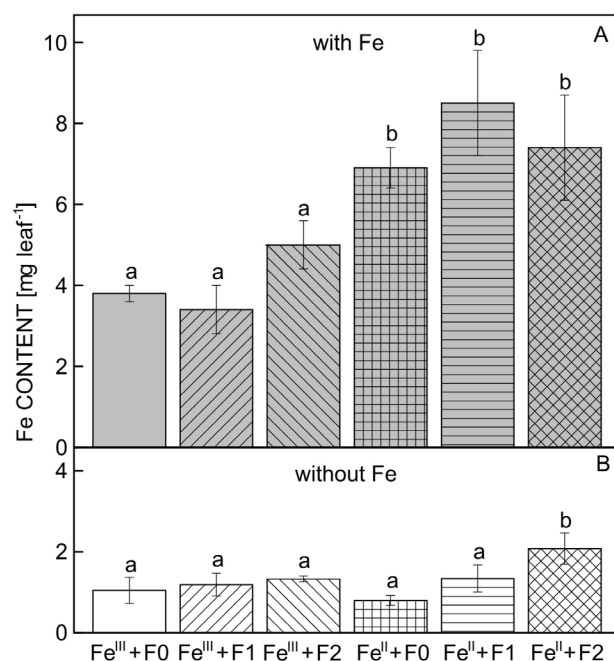 A
with Fe
10
8
6
4
2
0
a
a
a
b
b
b
Fe CONTENT [mg leaf⁻¹]
B
without Fe
4
2
0
a
a
a
a
a
b
Feᴵᴵᴵ+F0 Feᴵᴵᴵ+F1 Feᴵᴵᴵ+F2 Feᴵᴵ+F0 Feᴵᴵ+F1 Feᴵᴵ+F2